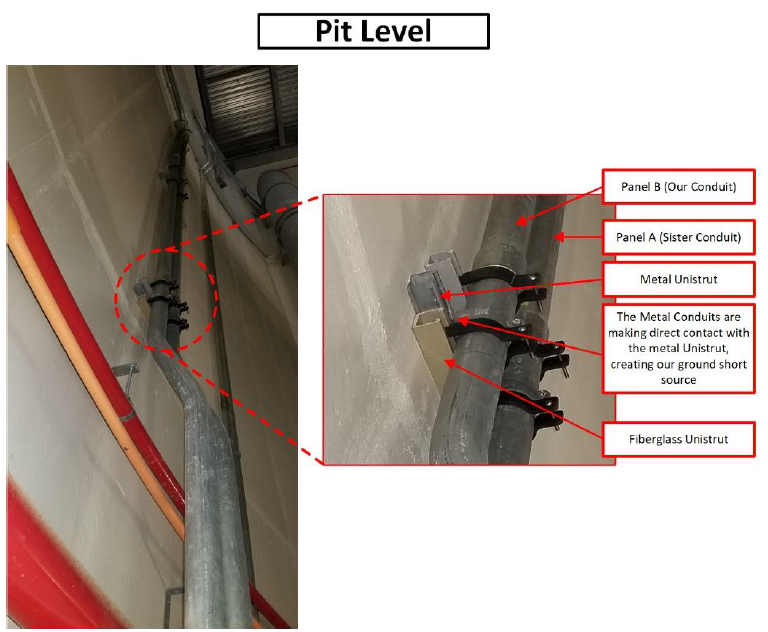 Pit Level
Panel B (Our Conduit)
Panel A (Sister Conduit)
Metal Unistrut
The Metal Conduits are
making direct contact with
the metal Unistrut,
creating our ground short
source
Fiberglass Unistrut